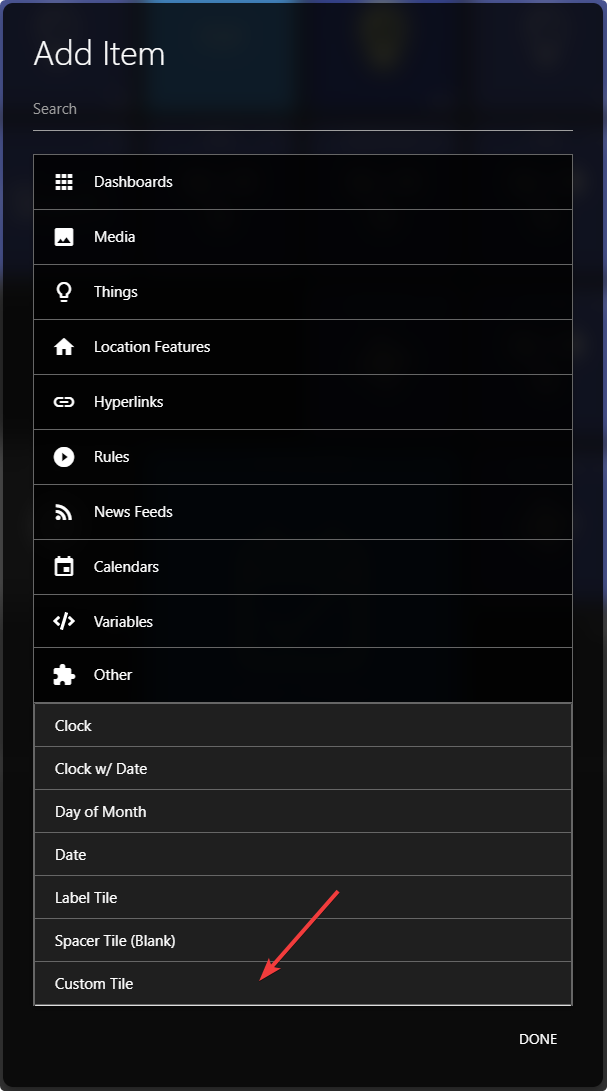 Add Item
Search
Dashboards
Media
Things
Location Features
Hyperlinks
Rules
News Feeds
Calendars
Variables
Other
Clock
Clock w/ Date
Day of Month
Date
Label Tile
Spacer Tile (Blank)
Custom Tile
DONE